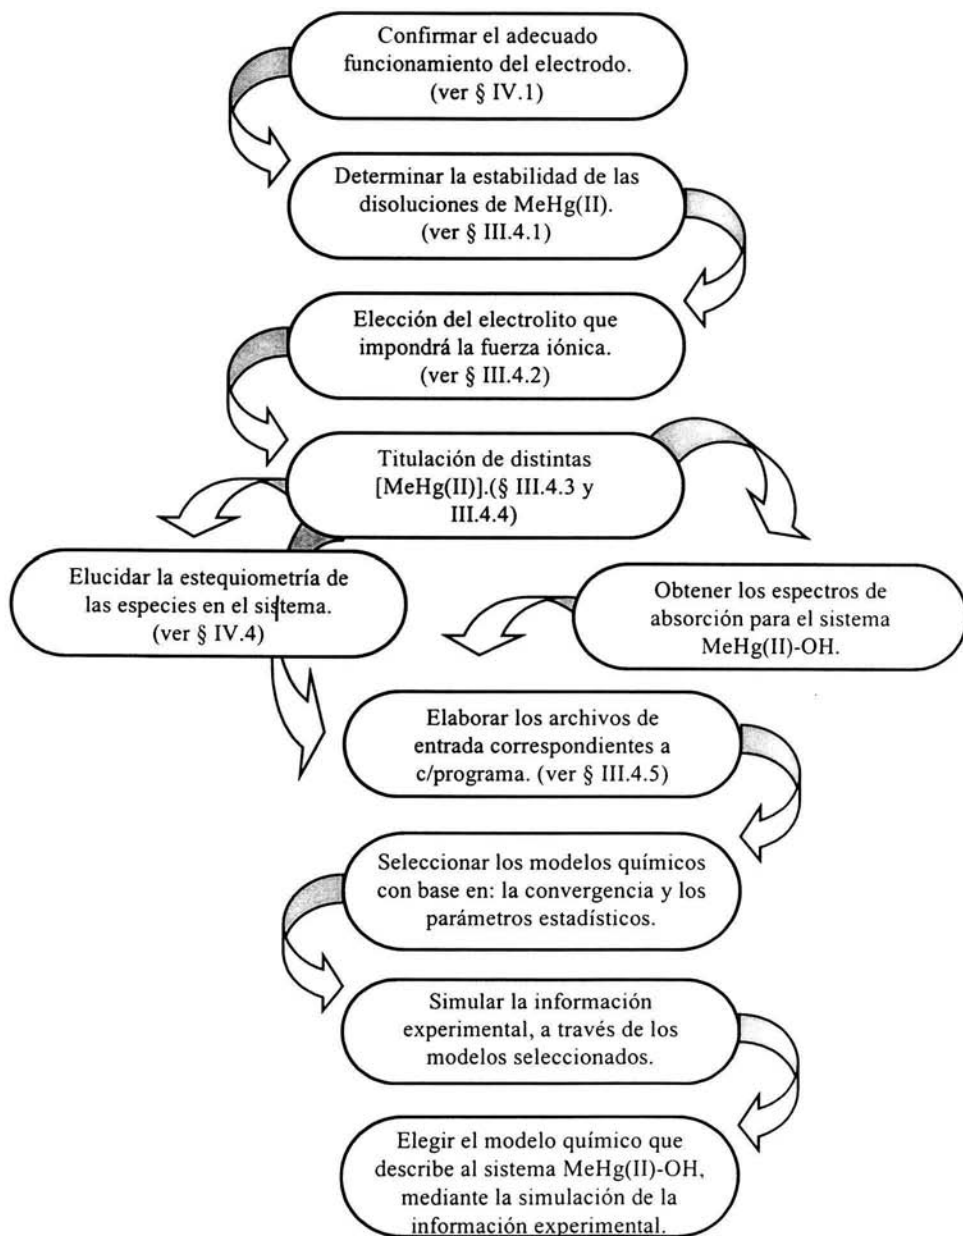 Confirmar el adecuado
funcionamiento del electrodo.
(ver § IV.1)
Determinar la estabilidad de las
disoluciones de MeHg(II).
(ver § III.4.1)
Elección del electrolito que
impondrá la fuerza iónica.
(ver § III.4.2)
Titulación de distintas
[MeHg(II)].(§ III.4.3 y
III.4.4)
Elucidar la estequiometría de
las especies en el sistema.
(ver § IV.4)
Obtener los espectros de
absorción para el sistema
MeHg(II)-OH.
Elaborar los archivos de
entrada correspondientes a
c/programa. (ver § III.4.5)
Seleccionar los modelos químicos
con base en: la convergencia y los
parámetros estadísticos.
Simular la información
experimental, a través de los
modelos seleccionados.
Elegir el modelo químico que
describe al sistema MeHg(II)-OH,
mediante la simulación de la
información experimental.